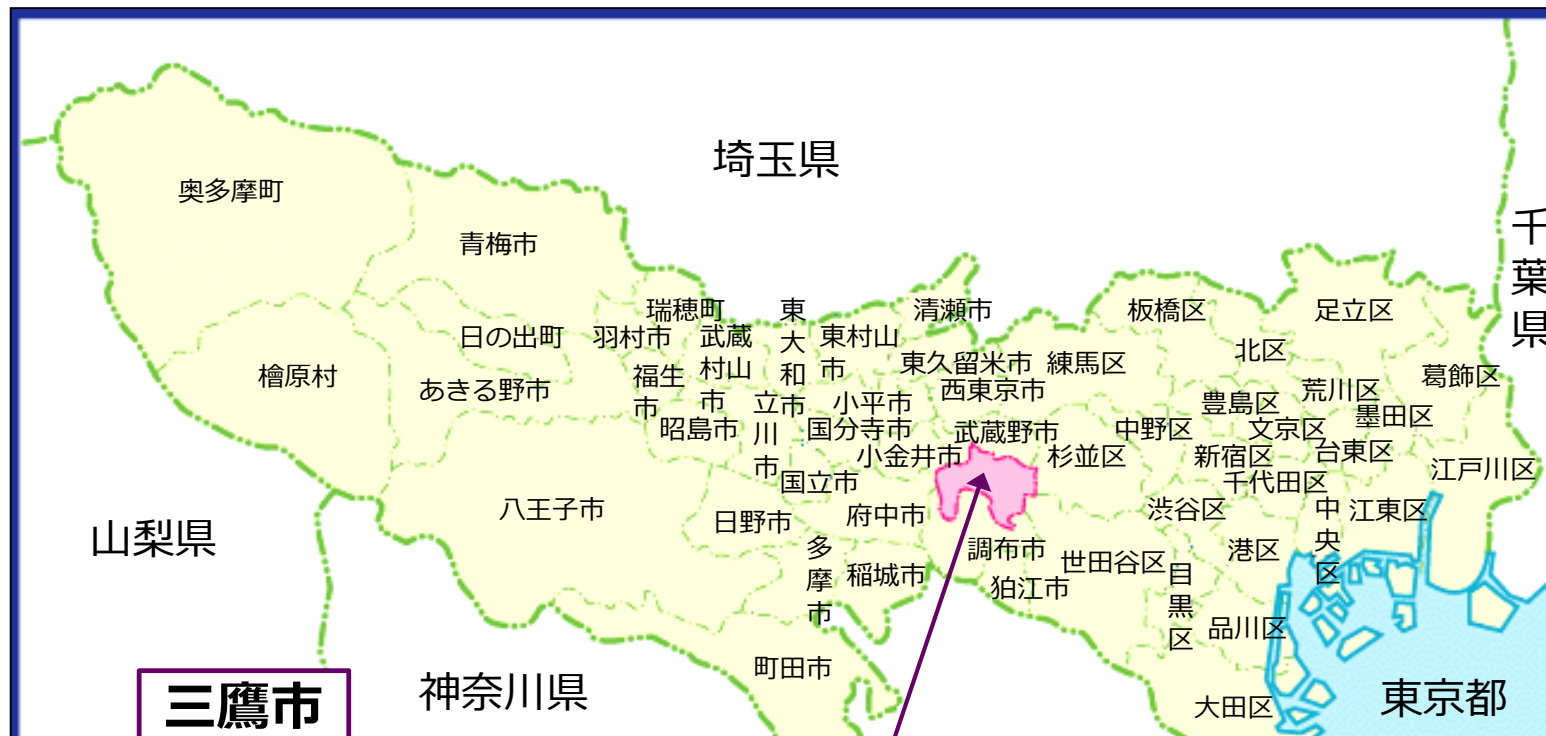 埼玉県
千葉県
奥多摩町
青梅市
瑞穂町
東大和市
清瀬市
板橋区
足立区
日の出町
羽村市
武蔵村山市
東村山市
東久留米市
練馬区
北区
葛飾区
檜原村
あきる野市
福生市
西東京市
荒川区
立川市
小平市
豊島区
墨田区
昭島市
国分寺市
武蔵野市
中野区
文京区
小金井市
杉並区
新宿区
台東区
江戸川区
国立市
千代田区
八王子市
日野市
府中市
渋谷区
中央区
江東区
山梨県
多摩市
調布市
港区
稲城市
世田谷区
目黒区
狛江市
品川区
町田市
三鷹市
神奈川県
大田区
東京都